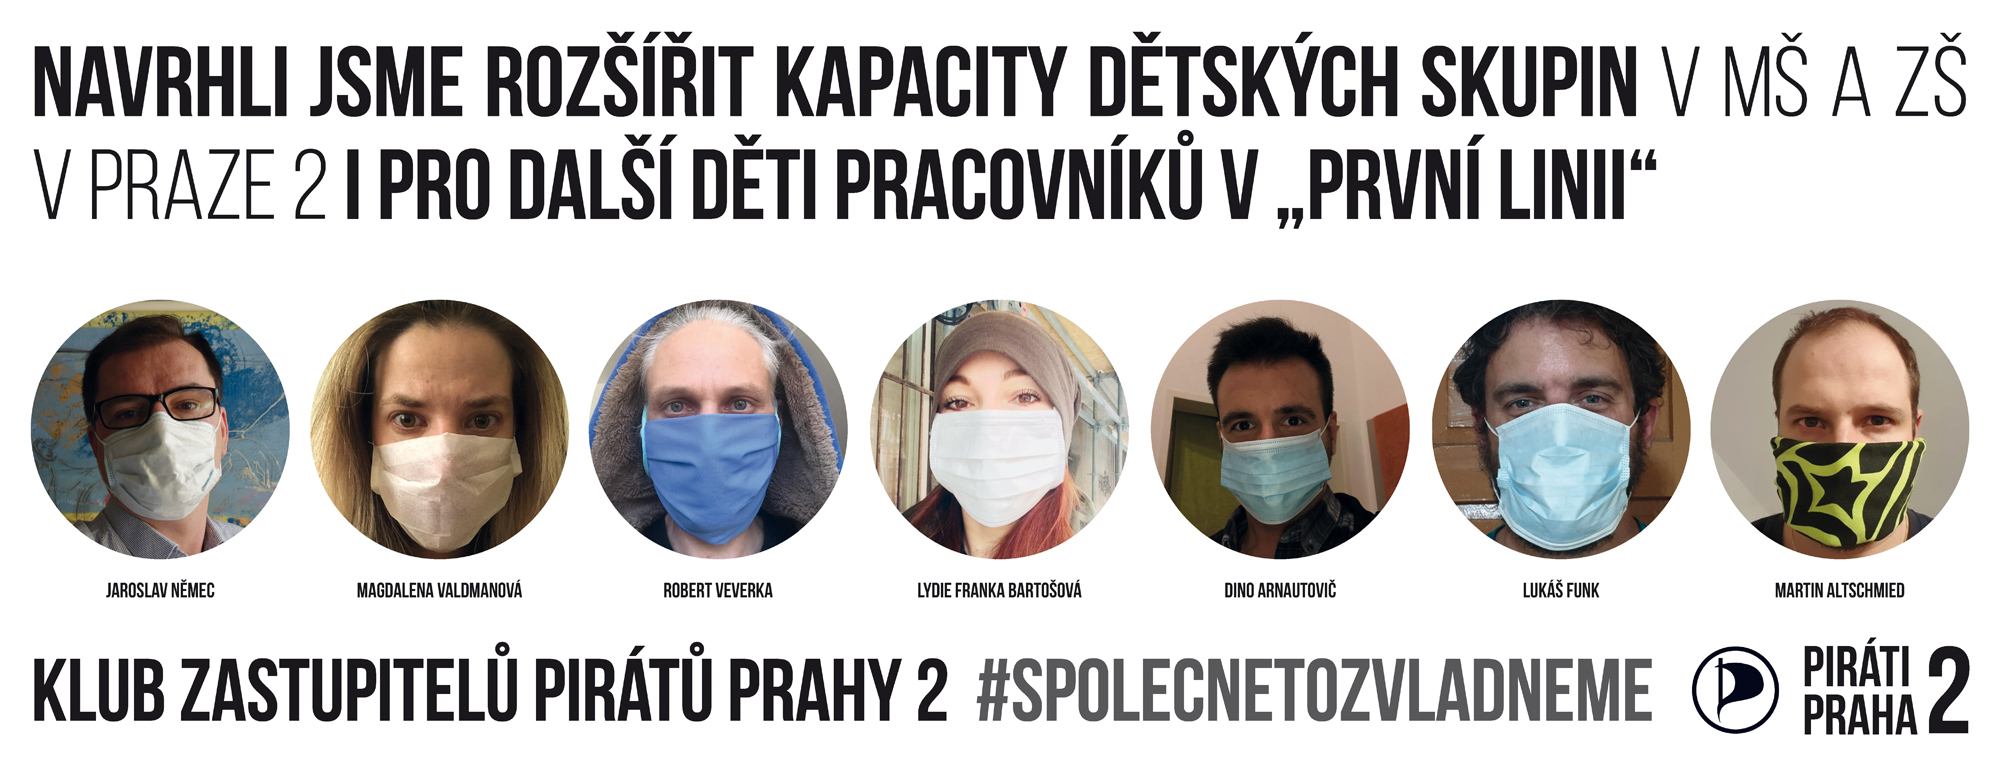 NAVRHLI JSME ROZŠÍŘIT KAPACITY DĚTSKÝCH SKUPIN V MŠ A ZŠ
V PRAZE 2 I PRO DALŠÍ DĚTI PRACOVNÍKŮ V „PRVNÍ LINII“
JAROSLAV NĚMEC
MAGDALENA VALDMANOVÁ
ROBERT VEVERKA
LYDIE FRANKA BARTOŠOVÁ
DINO ARNAUTOVIČ
LUKÁŠ FUNK
MARTIN ALTSCHMIED
KLUB ZASTUPITELŮ PIRÁTŮ PRAHY 2 #SPOLECNETOZVLADNEME
PIRÁTI
PRAHA 2